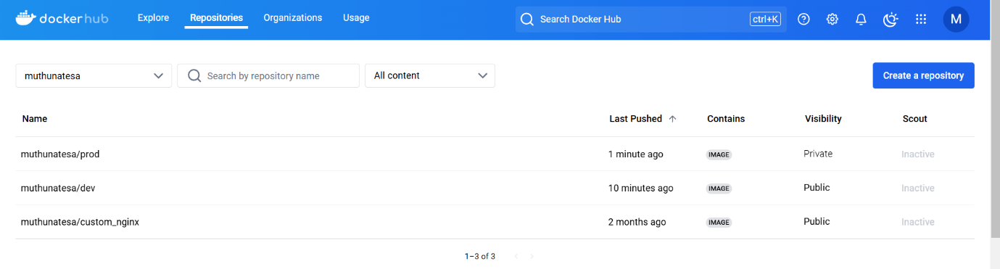 dockerhub Explore Repositories Organizations Usage Search Docker Hub ctrl+K M
muthunatesa Search by repository name All content Create a repository
Name Last Pushed Contains Visibility Scout
muthunatesa/prod 1 minute ago IMAGE Private Inactive
muthunatesa/dev 10 minutes ago IMAGE Public Inactive
muthunatesa/custom_nginx 2 months ago IMAGE Public Inactive
1–3 of 3